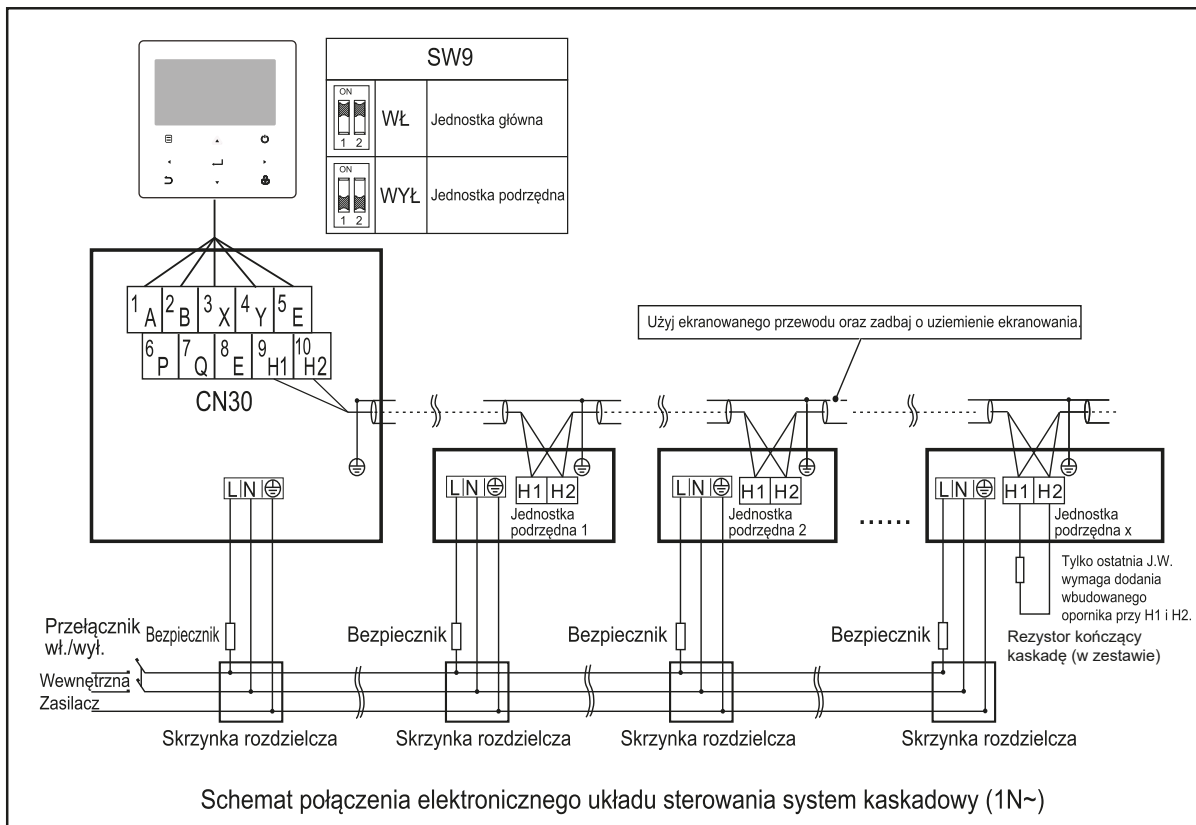 SW9
ON
1 2
WŁ
Jednostka główna
ON
1 2
WYŁ
Jednostka podrzędna
1 A 2 B 3 X 4 Y 5 E
6 P 7 Q 8 E 9 H1 10 H2
CN30
Użyj ekranowanego przewodu oraz zadbaj o uziemienie ekranowania.
L N
L N
H1 H2
Jednostka
podrzędna 1
L N
H1 H2
Jednostka
podrzędna 2
......
L N
H1 H2
Jednostka
podrzędna x
Tylko ostatnia J.W.
wymaga dodania
wbudowanego
opornika przy H1 i H2.
Rezystor kończący
kaskadę (w zestawie)
Przełącznik
wł./wył.
Bezpiecznik
Bezpiecznik
Bezpiecznik
Bezpiecznik
Wewnętrzna
Zasilacz
Skrzynka rozdzielcza
Skrzynka rozdzielcza
Skrzynka rozdzielcza
Skrzynka rozdzielcza
Schemat połączenia elektronicznego układu sterowania system kaskadowy (1N~)